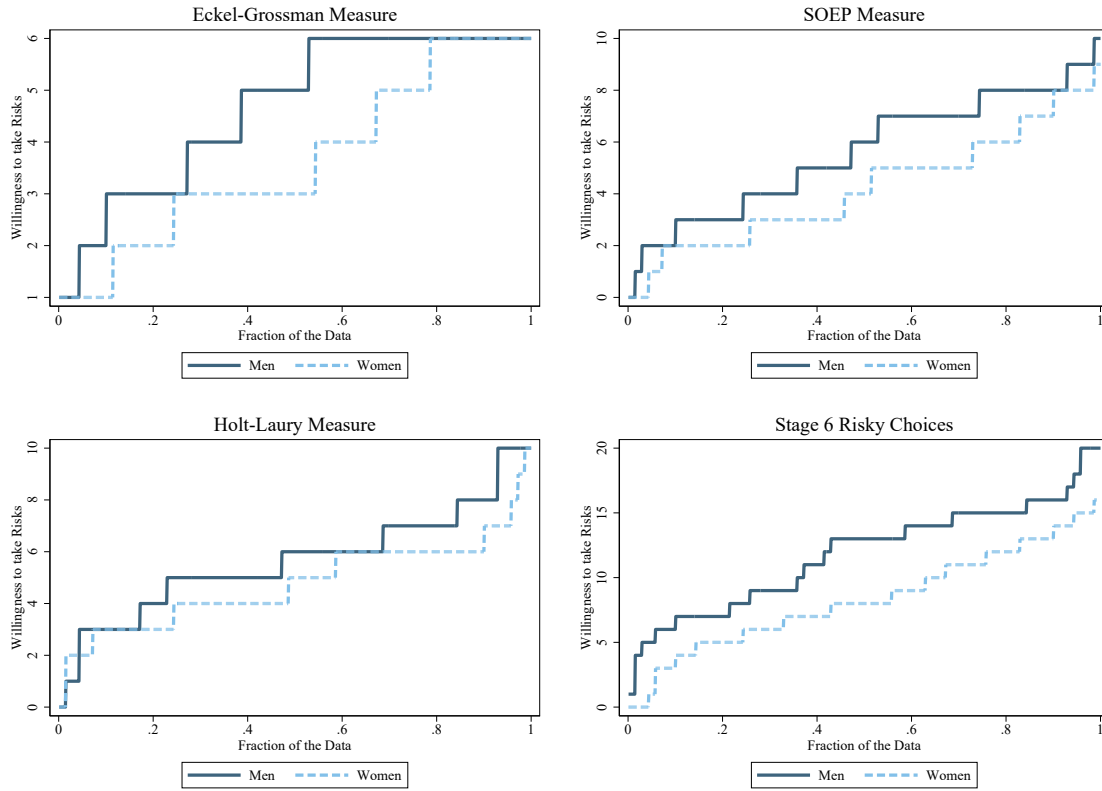 Eckel-Grossman Measure
Willingness to take Risks
6
5
4
3
2
1
0 .2 .4 .6 .8 1
Fraction of the Data
Men Women
SOEP Measure
Willingness to take Risks
10
8
6
4
2
0
0 .2 .4 .6 .8 1
Fraction of the Data
Men Women
Holt-Laury Measure
Willingness to take Risks
10
8
6
4
2
0
0 .2 .4 .6 .8 1
Fraction of the Data
Men Women
Stage 6 Risky Choices
Willingness to take Risks
20
15
10
5
0
0 .2 .4 .6 .8 1
Fraction of the Data
Men Women